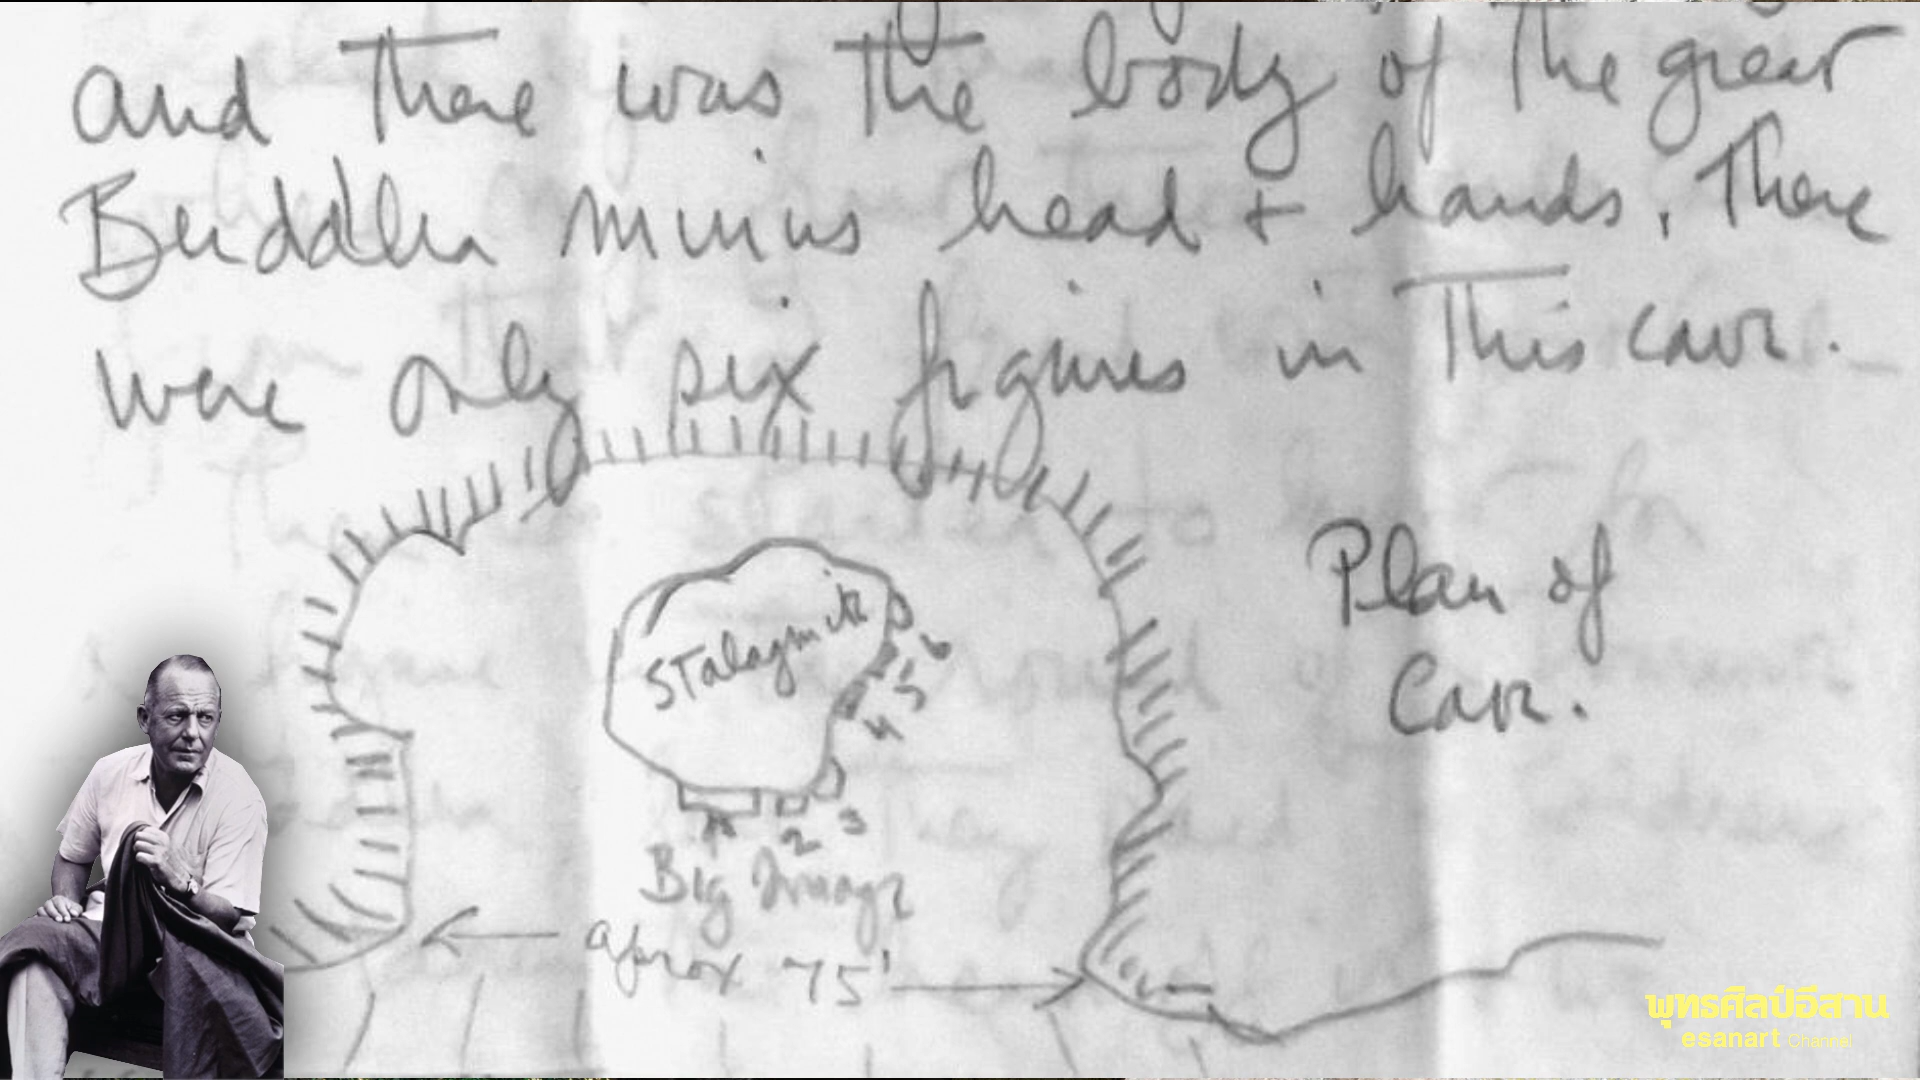 and there was the body of the great
Buddha minus head + hands. There
were only six figures in this cave.
Plan of
Cave.
Stalagmite
6
5
4
3
2
Big Image
aprox 75'
พุทธศิลป์อีสาน
esanart Channel